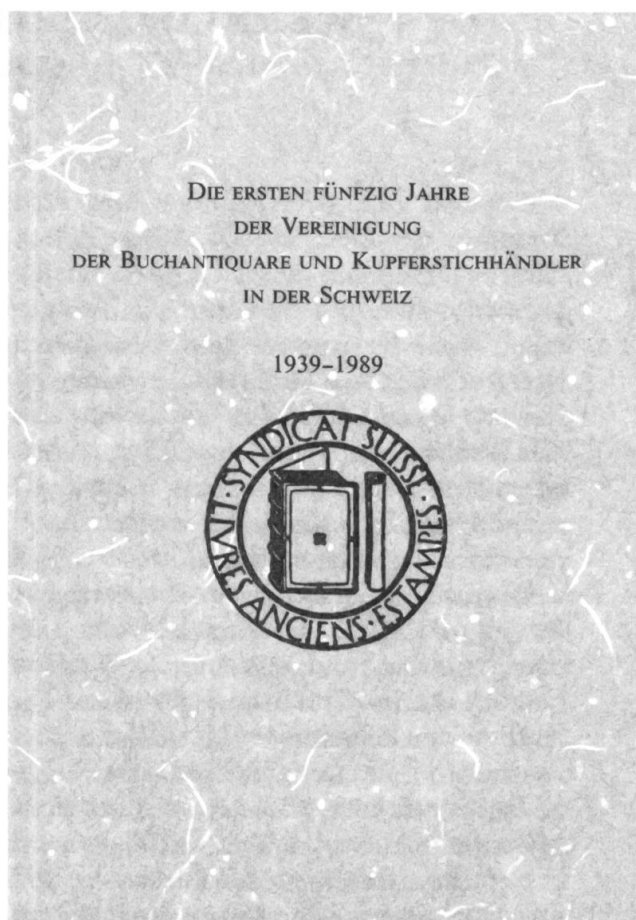 DIE ERSTEN FÜNFZIG JAHRE
DER VEREINIGUNG
DER BUCHANTIQUARE UND KUPFERSTICHHÄNDLER
IN DER SCHWEIZ
1939–1989
SYNDICAT SUISSE · LIVRES ANCIENS · ESTAMPES ·